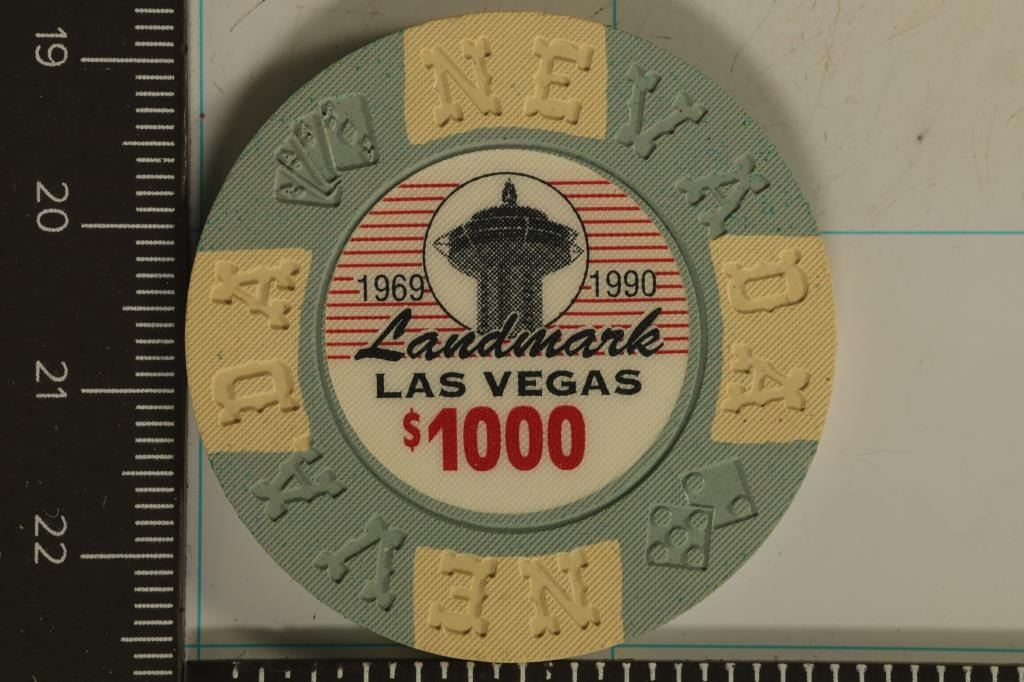 NEVADA
1969 1990
Landmark
LAS VEGAS
$1000
NEVADA
19
20
21
22